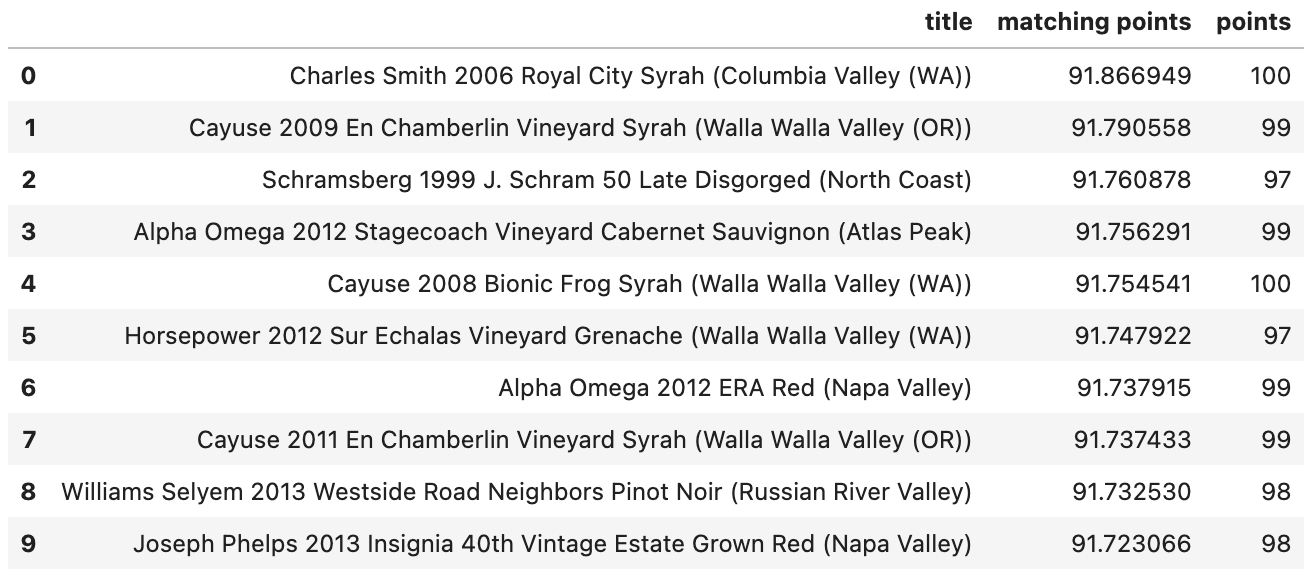 title matching points points
0 Charles Smith 2006 Royal City Syrah (Columbia Valley (WA)) 91.866949 100
1 Cayuse 2009 En Chamberlin Vineyard Syrah (Walla Walla Valley (OR)) 91.790558 99
2 Schramsberg 1999 J. Schram 50 Late Disgorged (North Coast) 91.760878 97
3 Alpha Omega 2012 Stagecoach Vineyard Cabernet Sauvignon (Atlas Peak) 91.756291 99
4 Cayuse 2008 Bionic Frog Syrah (Walla Walla Valley (WA)) 91.754541 100
5 Horsepower 2012 Sur Echalas Vineyard Grenache (Walla Walla Valley (WA)) 91.747922 97
6 Alpha Omega 2012 ERA Red (Napa Valley) 91.737915 99
7 Cayuse 2011 En Chamberlin Vineyard Syrah (Walla Walla Valley (OR)) 91.737433 99
8 Williams Selyem 2013 Westside Road Neighbors Pinot Noir (Russian River Valley) 91.732530 98
9 Joseph Phelps 2013 Insignia 40th Vintage Estate Grown Red (Napa Valley) 91.723066 98